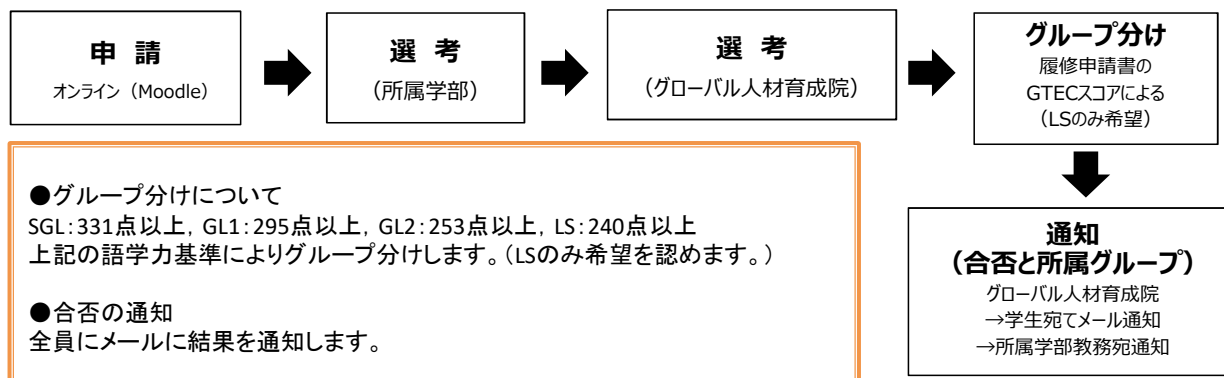 申 請
オンライン（Moodle）
選 考
（所属学部）
選 考
（グローバル人材育成院）
グループ分け
履修申請書の
GTECスコアによる
（LSのみ希望）
通知
（合否と所属グループ）
グローバル人材育成院
→学生宛てメール通知
→所属学部教務宛通知
●グループ分けについて
SGL：331点以上，GL1：295点以上，GL2：253点以上，LS：240点以上
上記の語学力基準によりグループ分けします。（LSのみ希望を認めます。）
●合否の通知
全員にメールに結果を通知します。